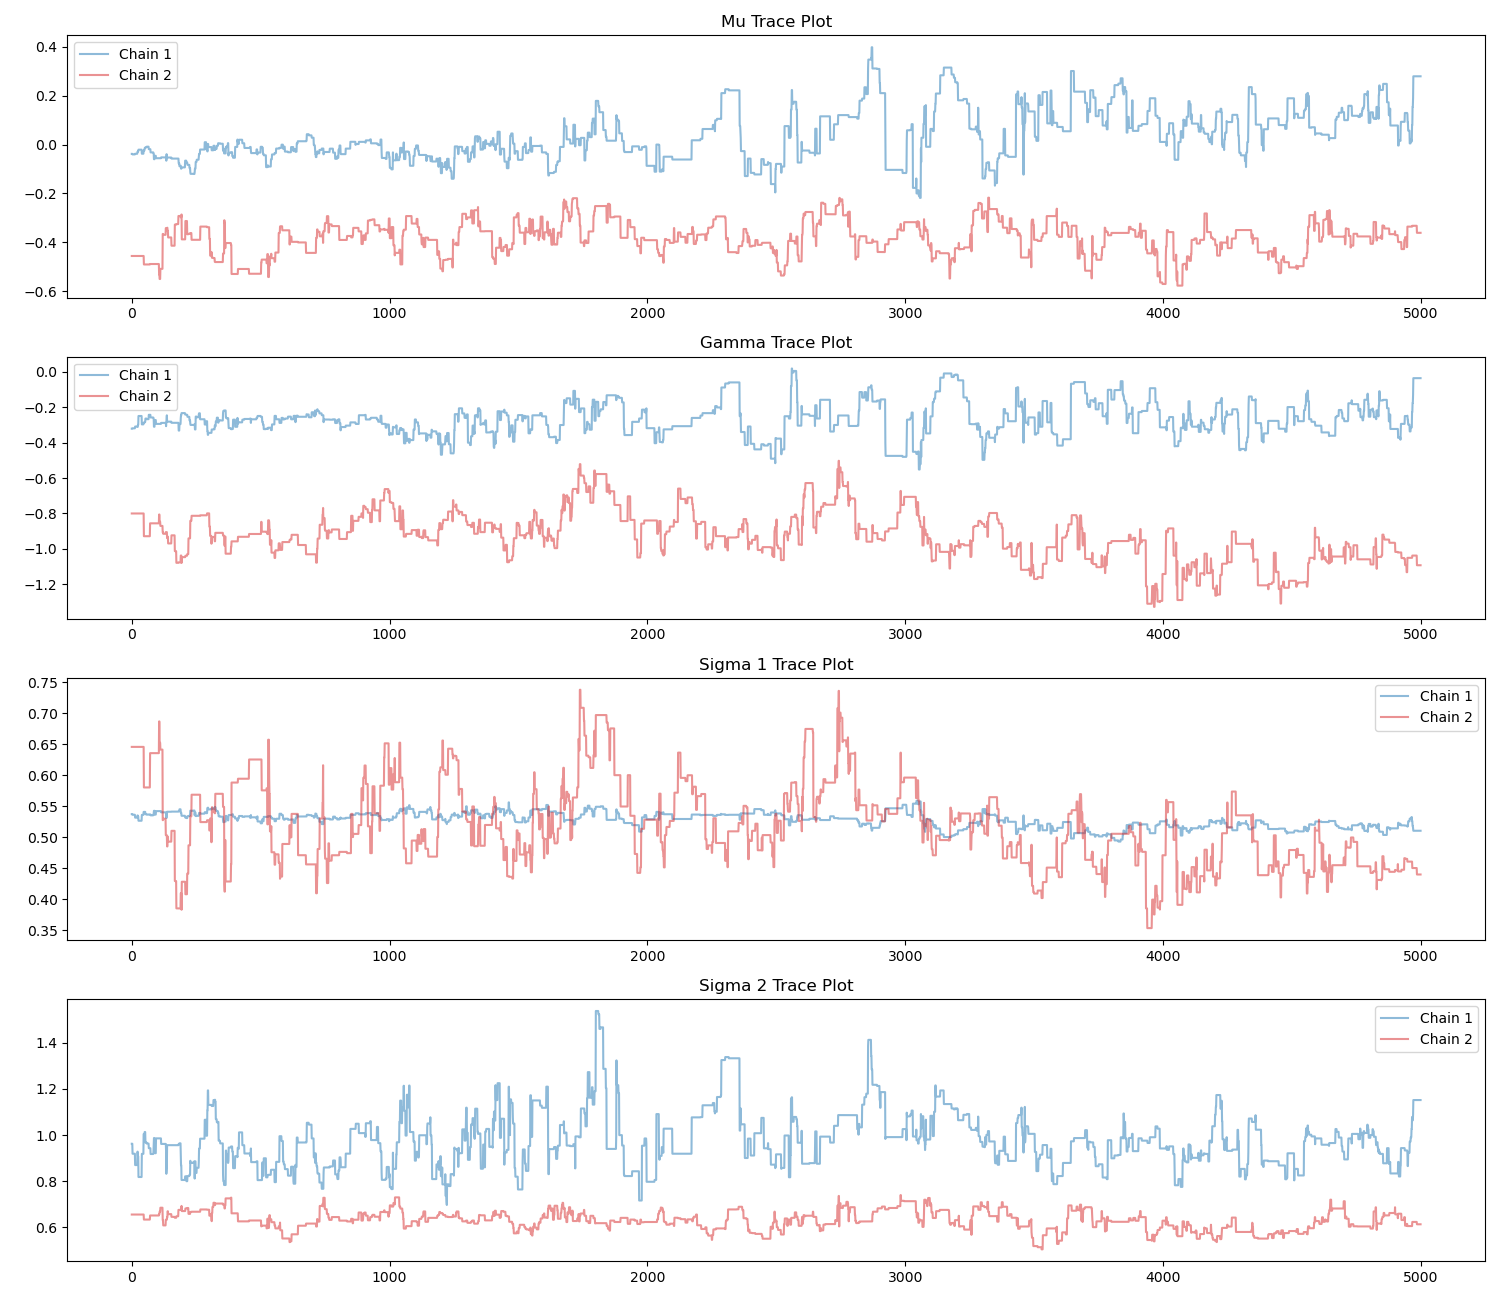 Mu Trace Plot
Chain 1
Chain 2
0.4
0.2
0.0
−0.2
−0.4
−0.6
0 1000 2000 3000 4000 5000
Gamma Trace Plot
Chain 1
Chain 2
0.0
−0.2
−0.4
−0.6
−0.8
−1.0
−1.2
0 1000 2000 3000 4000 5000
Sigma 1 Trace Plot
Chain 1
Chain 2
0.75
0.70
0.65
0.60
0.55
0.50
0.45
0.40
0.35
0 1000 2000 3000 4000 5000
Sigma 2 Trace Plot
Chain 1
Chain 2
1.4
1.2
1.0
0.8
0.6
0 1000 2000 3000 4000 5000